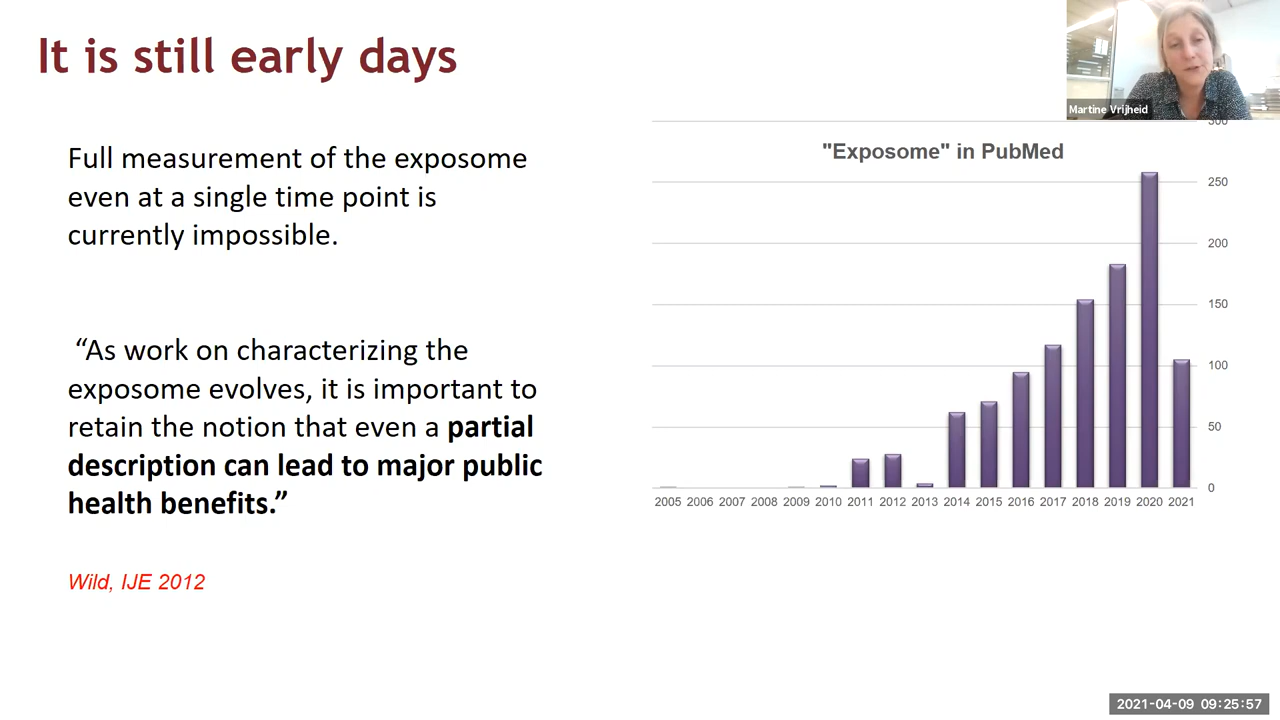 It is still early days
Martine Vrijheid
Full measurement of the exposome
even at a single time point is
currently impossible.
“As work on characterizing the
exposome evolves, it is important to
retain the notion that even a partial
description can lead to major public
health benefits.”
Wild, IJE 2012
"Exposome" in PubMed
300
250
200
150
100
50
0
2005 2006 2007 2008 2009 2010 2011 2012 2013 2014 2015 2016 2017 2018 2019 2020 2021
2021-04-09 09:25:57